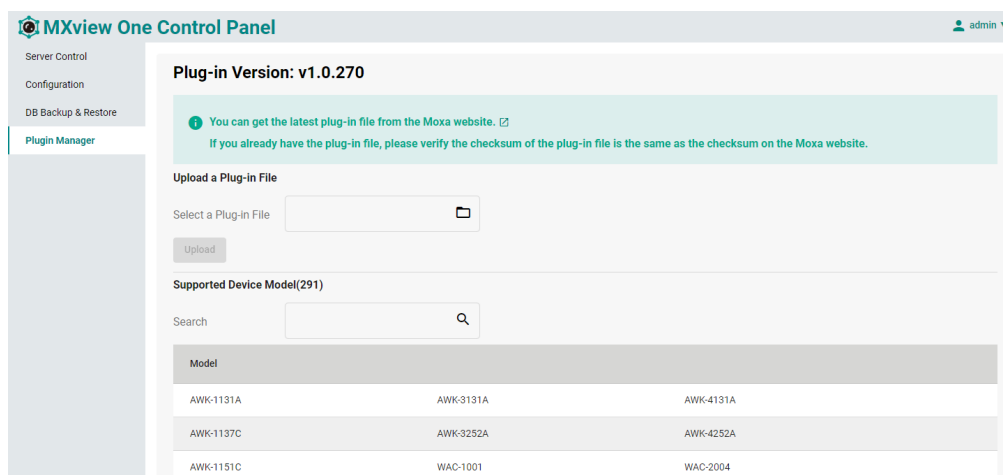 MXview One Control Panel
admin
Server Control
Configuration
DB Backup & Restore
Plugin Manager
Plug-in Version: v1.0.270
You can get the latest plug-in file from the Moxa website.
If you already have the plug-in file, please verify the checksum of the plug-in file is the same as the checksum on the Moxa website.
Upload a Plug-in File
Select a Plug-in File
Upload
Supported Device Model(291)
Search
Model
AWK-1131A AWK-3131A AWK-4131A
AWK-1137C AWK-3252A AWK-4252A
AWK-1151C WAC-1001 WAC-2004